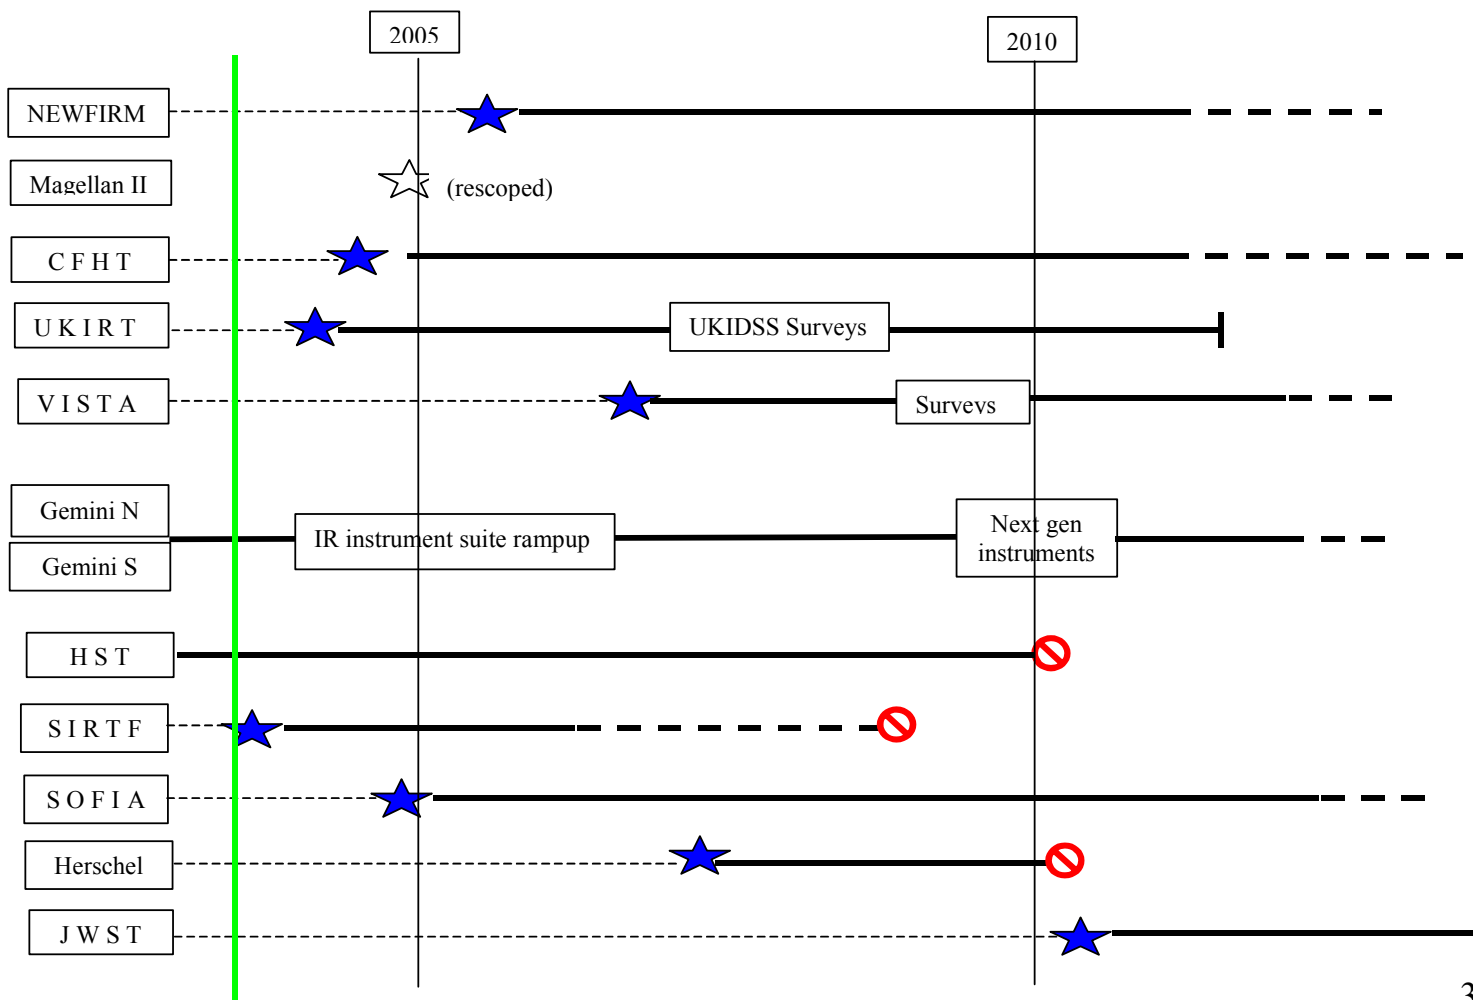 2005
2010
NEWFIRM
Magellan II
(rescoped)
C F H T
U K I R T
UKIDSS Surveys
V I S T A
Surveys
Gemini N
Gemini S
IR instrument suite rampup
Next gen
instruments
H S T
S I R T F
S O F I A
Herschel
J W S T
3